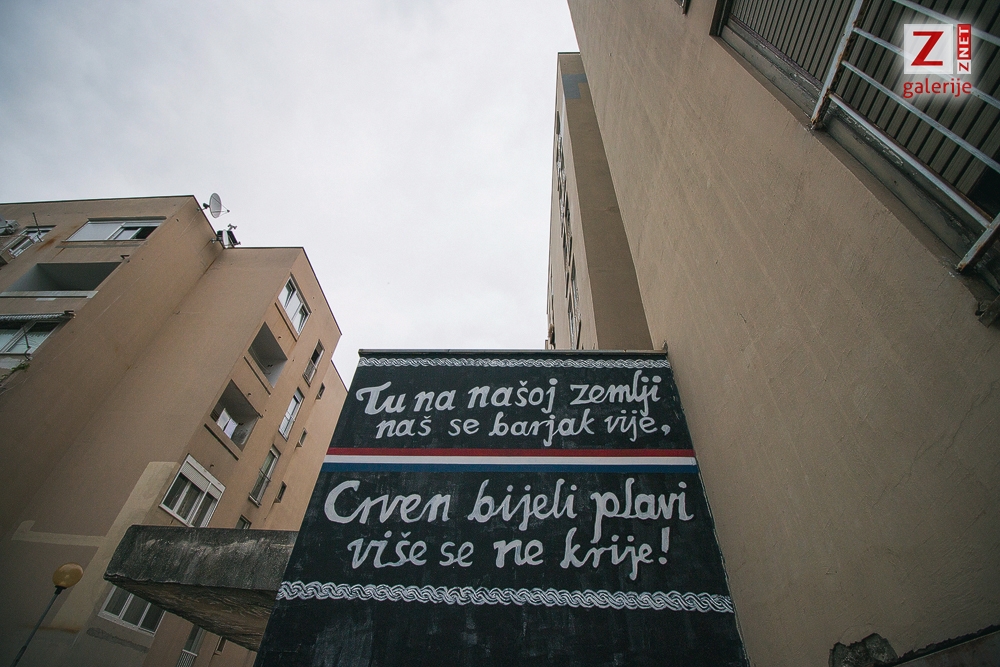 Z ZNET
galerije
Tu na našoj zemlji
naš se barjak vije,
Crven bijeli plavi
više se ne krije!